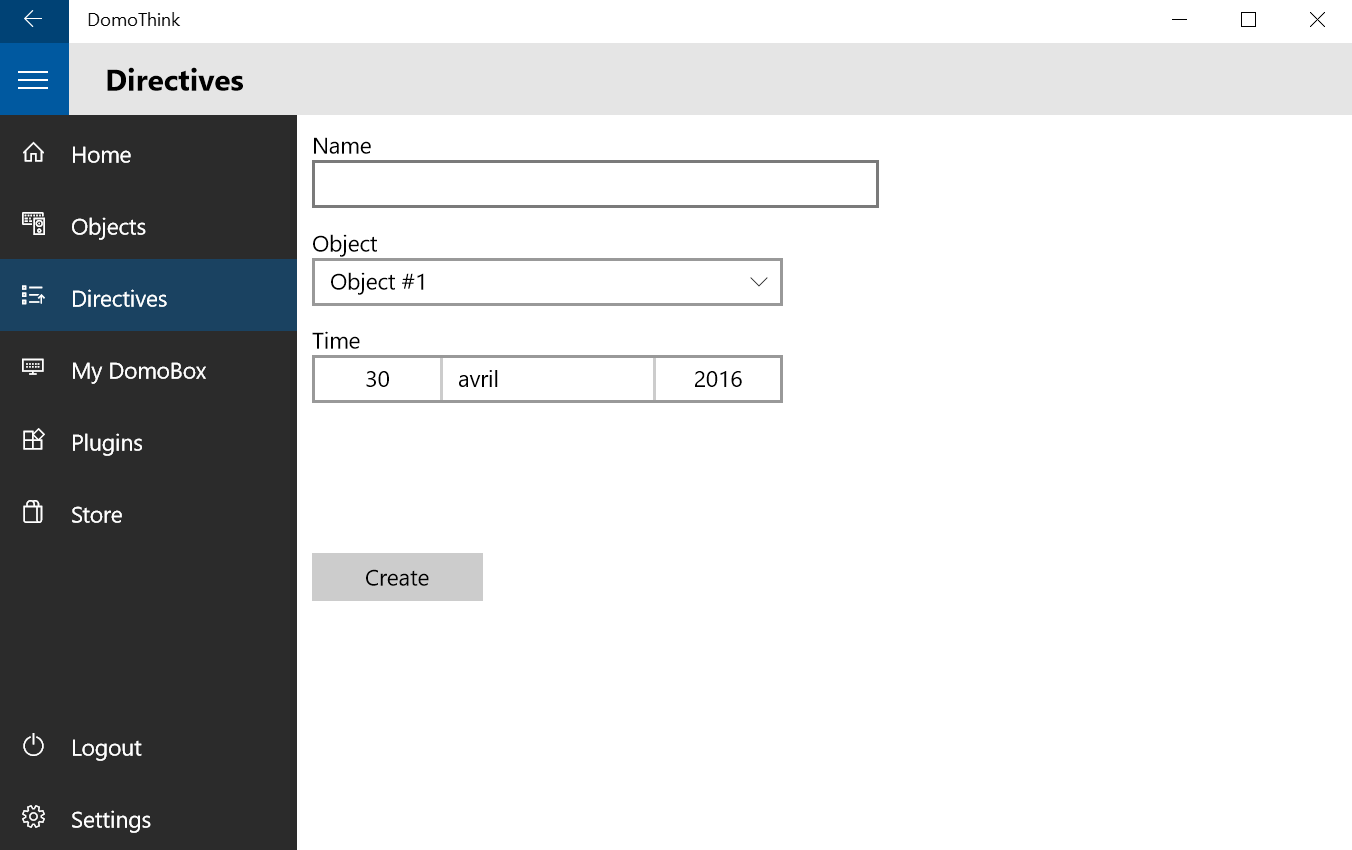 DomoThink
Directives
Home
Objects
Directives
My DomoBox
Plugins
Store
Logout
Settings
Name
Object
Object #1
Time
30 avril 2016
Create